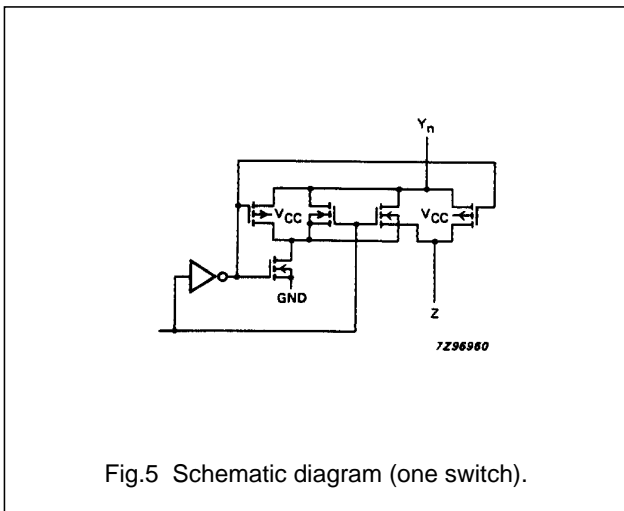 Yn
VCC VCC
GND
Z
7Z96960
Fig.5 Schematic diagram (one switch).